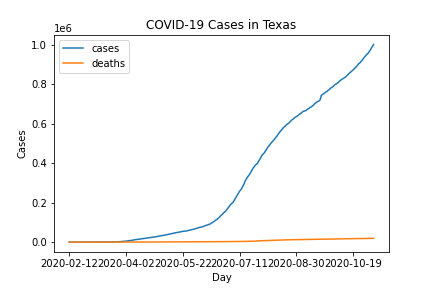 COVID-19 Cases in Texas
1e6
cases
deaths
1.0
0.8
0.6
0.4
0.2
0.0
Cases
2020-02-12 2020-04-02 2020-05-22 2020-07-11 2020-08-30 2020-10-19
Day